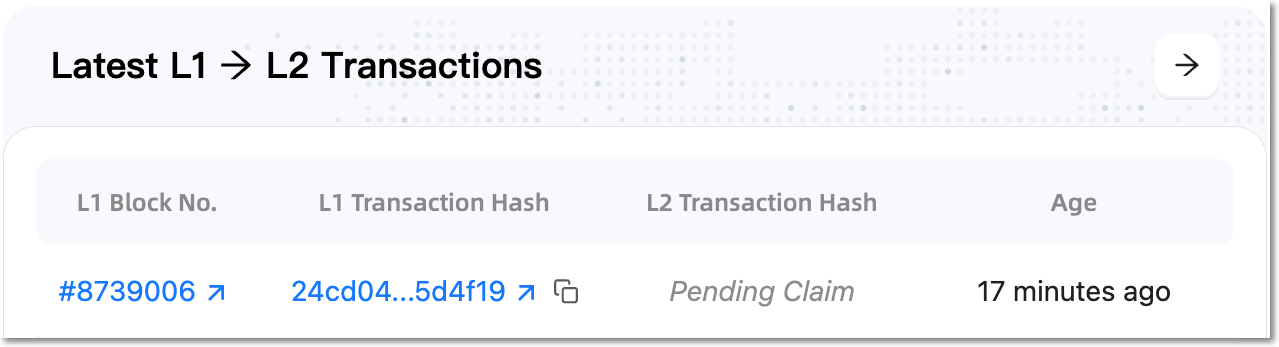 Latest L1 → L2 Transactions
L1 Block No. L1 Transaction Hash L2 Transaction Hash Age
#8739006 24cd04...5d4f19 Pending Claim 17 minutes ago